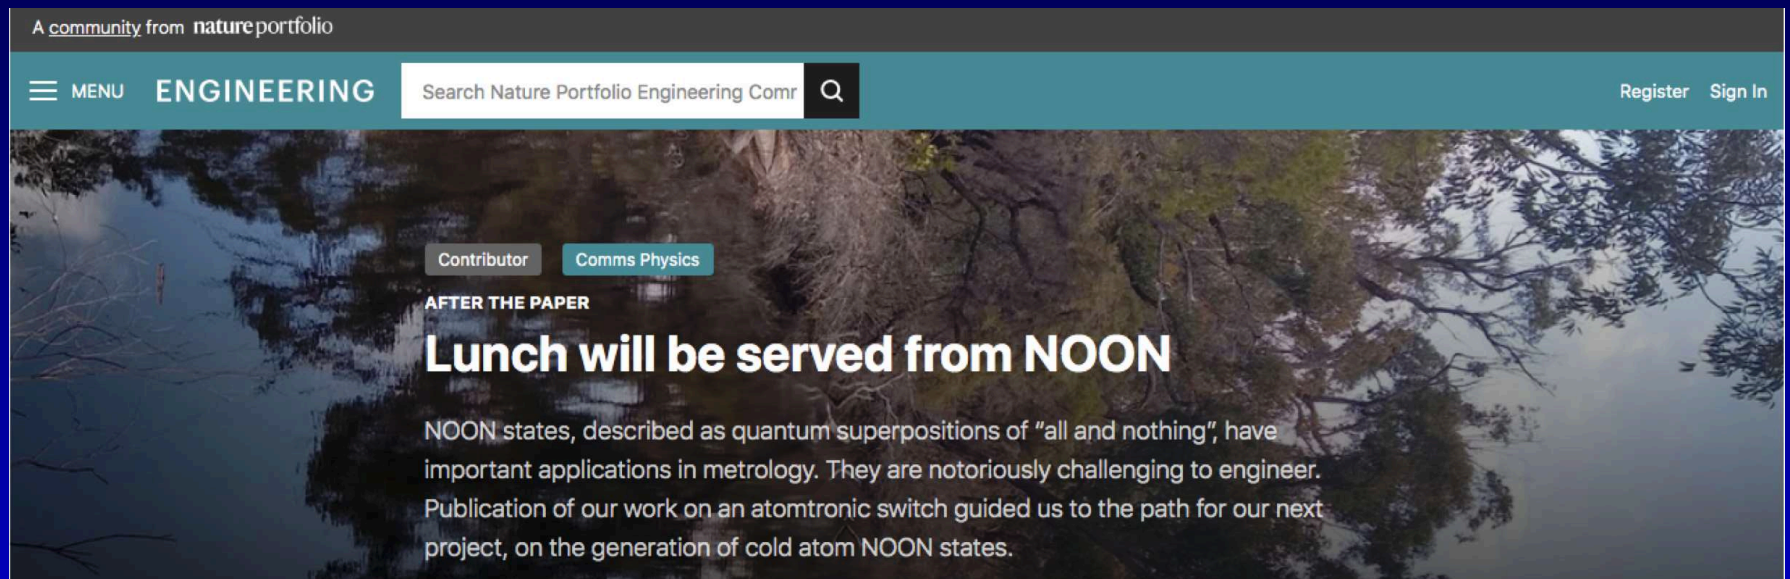 A community from natureportfolio
MENU ENGINEERING Search Nature Portfolio Engineering Comr Register Sign In
Contributor Comms Physics
AFTER THE PAPER
Lunch will be served from NOON
NOON states, described as quantum superpositions of “all and nothing”, have
important applications in metrology. They are notoriously challenging to engineer.
Publication of our work on an atomtronic switch guided us to the path for our next
project, on the generation of cold atom NOON states.